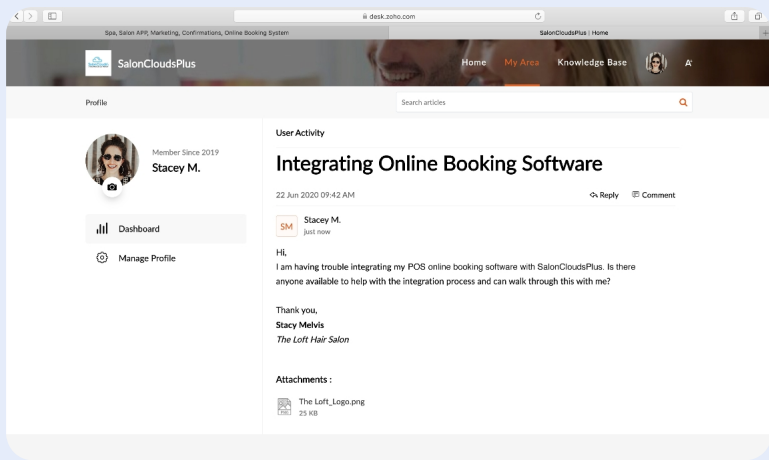 desk.zoho.com
Spa, Salon APP, Marketing, Confirmations, Online Booking System
SalonCloudsPlus | Home
SalonCloudsPlus
Home
My Area
Knowledge Base
Profile
Search articles
Member Since 2019
Stacey M.
Dashboard
Manage Profile
User Activity
Integrating Online Booking Software
22 Jun 2020 09:42 AM
Reply
Comment
SM
Stacey M.
just now
Hi,
I am having trouble integrating my POS online booking software with SalonCloudsPlus. Is there
anyone available to help with the integration process and can walk through this with me?
Thank you,
Stacy Melvis
The Loft Hair Salon
Attachments :
The Loft_Logo.png
25 KB